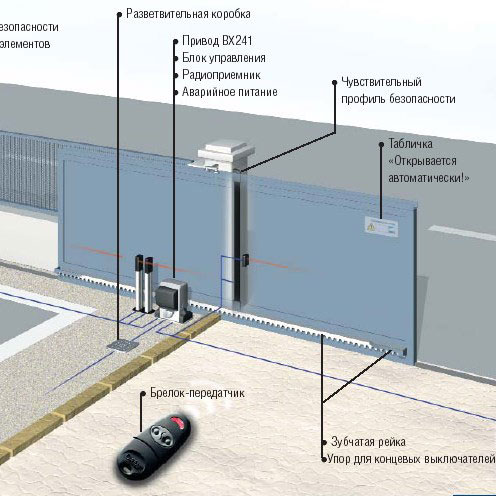 езопасности
элементов
Разветвительная коробка
Привод BX241
Блок управления
Радиоприемник
Аварийное питание
Чувствительный
профиль безопасности
Табличка
«Открывается
автоматически!»
Брелок-передатчик
Зубчатая рейка
Упор для концевых выключателей